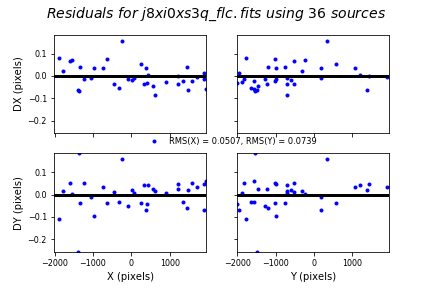 Residuals for j8xi0xs3q_flc.fits using 36 sources
DX (pixels)
0.1
0.0
−0.1
−0.2
RMS(X) = 0.0507, RMS(Y) = 0.0739
DY (pixels)
0.1
0.0
−0.1
−0.2
−2000 −1000 0 1000
−2000 −1000 0 1000
X (pixels)
Y (pixels)